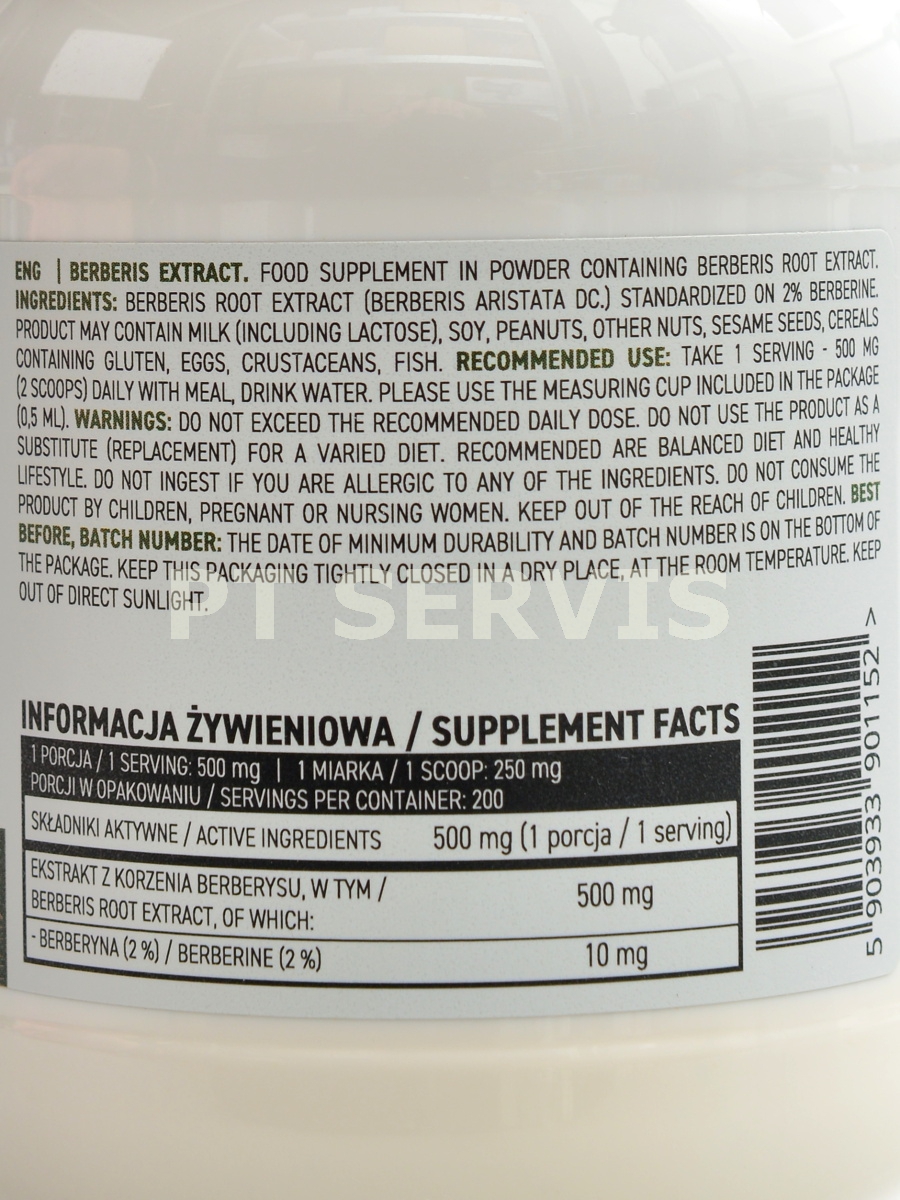 ENG | BERBERIS EXTRACT. FOOD SUPPLEMENT IN POWDER CONTAINING BERBERIS ROOT EXTRACT.
INGREDIENTS: BERBERIS ROOT EXTRACT (BERBERIS ARISTATA DC.) STANDARDIZED ON 2% BERBERINE.
PRODUCT MAY CONTAIN MILK (INCLUDING LACTOSE), SOY, PEANUTS, OTHER NUTS, SESAME SEEDS, CEREALS
CONTAINING GLUTEN, EGGS, CRUSTACEANS, FISH. RECOMMENDED USE: TAKE 1 SERVING - 500 MG
(2 SCOOPS) DAILY WITH MEAL, DRINK WATER. PLEASE USE THE MEASURING CUP INCLUDED IN THE PACKAGE
(0,5 ML). WARNINGS: DO NOT EXCEED THE RECOMMENDED DAILY DOSE. DO NOT USE THE PRODUCT AS A
SUBSTITUTE (REPLACEMENT) FOR A VARIED DIET. RECOMMENDED ARE BALANCED DIET AND HEALTHY
LIFESTYLE. DO NOT INGEST IF YOU ARE ALLERGIC TO ANY OF THE INGREDIENTS. DO NOT CONSUME THE
PRODUCT BY CHILDREN, PREGNANT OR NURSING WOMEN. KEEP OUT OF THE REACH OF CHILDREN. BEST
BEFORE, BATCH NUMBER: THE DATE OF MINIMUM DURABILITY AND BATCH NUMBER IS ON THE BOTTOM OF
THE PACKAGE. KEEP THIS PACKAGING TIGHTLY CLOSED IN A DRY PLACE, AT THE ROOM TEMPERATURE. KEEP
OUT OF DIRECT SUNLIGHT.
PT SERVIS
INFORMACJA ŻYWIENIOWA / SUPPLEMENT FACTS
1 PORCJA / 1 SERVING: 500 mg | 1 MIARKA / 1 SCOOP: 250 mg
PORCJI W OPAKOWANIU / SERVINGS PER CONTAINER: 200
SKŁADNIKI AKTYWNE / ACTIVE INGREDIENTS 500 mg (1 porcja / 1 serving)
EKSTRAKT Z KORZENIA BERBERYSU, W TYM /
BERBERIS ROOT EXTRACT, OF WHICH: 500 mg
- BERBERYNA (2 %) / BERBERINE (2 %) 10 mg
5 903933 901152 >